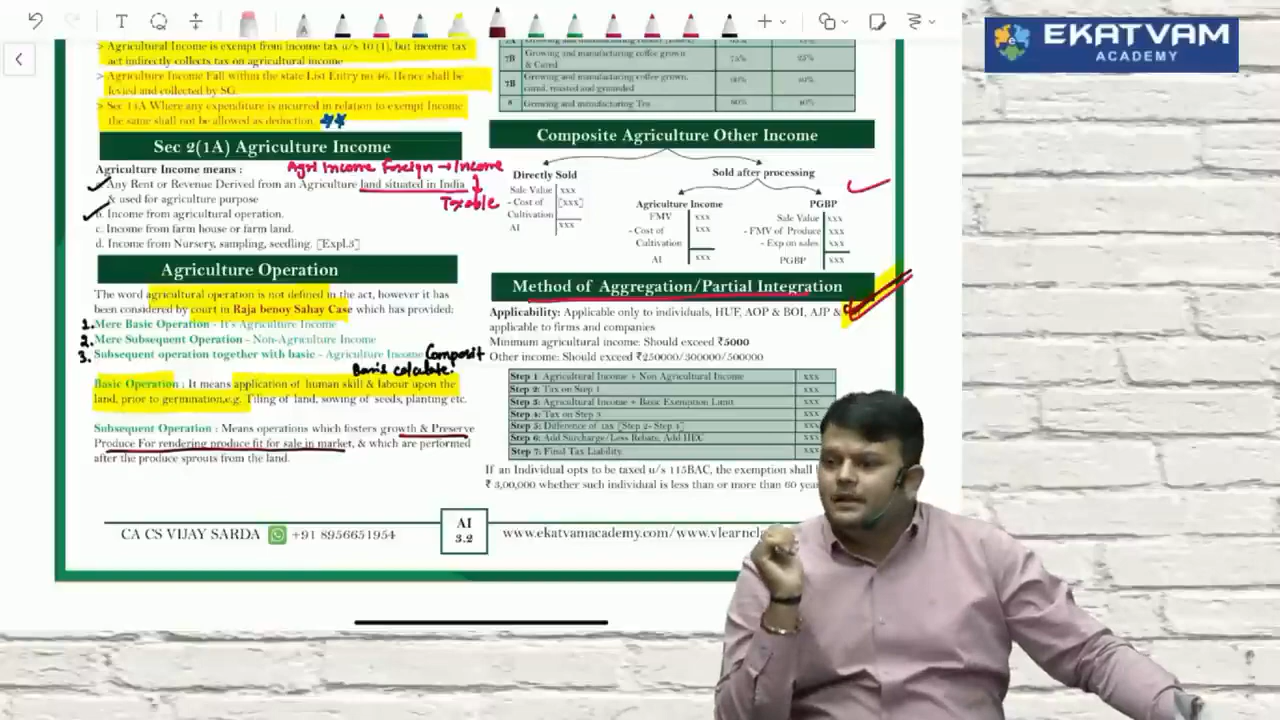 EKATVAM
ACADEMY
> Agricultural Income is exempt from income tax u/s 10 (1), but income tax
act indirectly collects tax on agricultural income
> Agriculture Income Fall within the state List Entry no 46. Hence shall be
levied and collected by SG.
> Sec 14A Where any expenditure is incurred in relation to exempt Income
the same shall not be allowed as deduction.
Sec 2(1A) Agriculture Income
Agri Income Foreign → Income
Taxable
Agriculture Income means :
Any Rent or Revenue Derived from an Agriculture land situated in India
& used for agriculture purpose
b. Income from agricultural operation.
c. Income from farm house or farm land.
d. Income from Nursery, sampling, seedling. [Expl.3]
Agriculture Operation
The word agricultural operation is not defined in the act, however it has
been considered by court in Raja benoy Sahay Case which has provided:
1. Mere Basic Operation - It's Agriculture Income
2. Mere Subsequent Operation - Non-Agriculture Income
3. Subsequent operation together with basic - Agriculture Income Composit
Basis calculate.
Basic Operation : It means application of human skill & labour upon the
land, prior to germination,e.g. Tiling of land, sowing of seeds, planting etc.
Subsequent Operation : Means operations which fosters growth & Preserve
Produce For rendering produce fit for sale in market, & which are performed
after the produce sprouts from the land.
7B Growing and manufacturing coffee grown & Cured 75% 25%
7B Growing and manufacturing coffee grown, cured, roasted and grounded 60% 40%
8 Growing and manufacturing Tea 60% 40%
Composite Agriculture Other Income
Directly Sold
Sale Value xxx
- Cost of [xxx]
Cultivation
AI xxx
Sold after processing
Agriculture Income
FMV xxx
- Cost of xxx
Cultivation
AI xxx
PGBP
Sale Value xxx
- FMV of Produce xxx
- Exp on sales xxx
PGBP xxx
Method of Aggregation/Partial Integration
Applicability: Applicable only to individuals, HUF, AOP & BOI, AJP &
applicable to firms and companies
Minimum agricultural income: Should exceed ₹5000
Other income: Should exceed ₹250000/300000/500000
Step 1: Agricultural Income + Non Agricultural Income xxx
Step 2: Tax on Step 1 xxx
Step 3: Agricultural Income + Basic Exemption Limit xxx
Step 4: Tax on Step 3 xxx
Step 5: Difference of tax [Step 2- Step 4]
Step 6: Add Surcharge/Less Rebate, Add HEC
Step 7: Final Tax Liability
If an Individual opts to be taxed u/s 115BAC, the exemption shall
₹ 3,00,000 whether such individual is less than or more than 60
CA CS VIJAY SARDA +91 8956651954
AI
3.2
www.ekatvamacademy.com/www.vlearncl